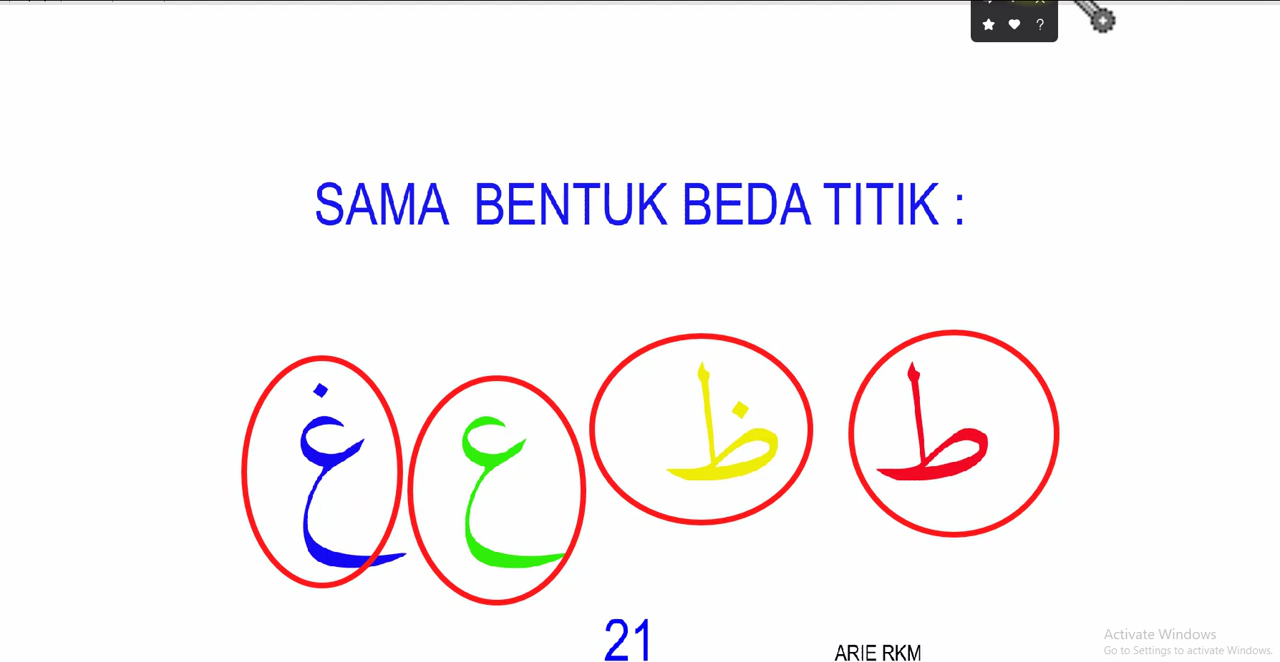 SAMA BENTUK BEDA TITIK :
ط ظ ع غ
21
ARIE RKM
Activate Windows
Go to Settings to activate Windows.